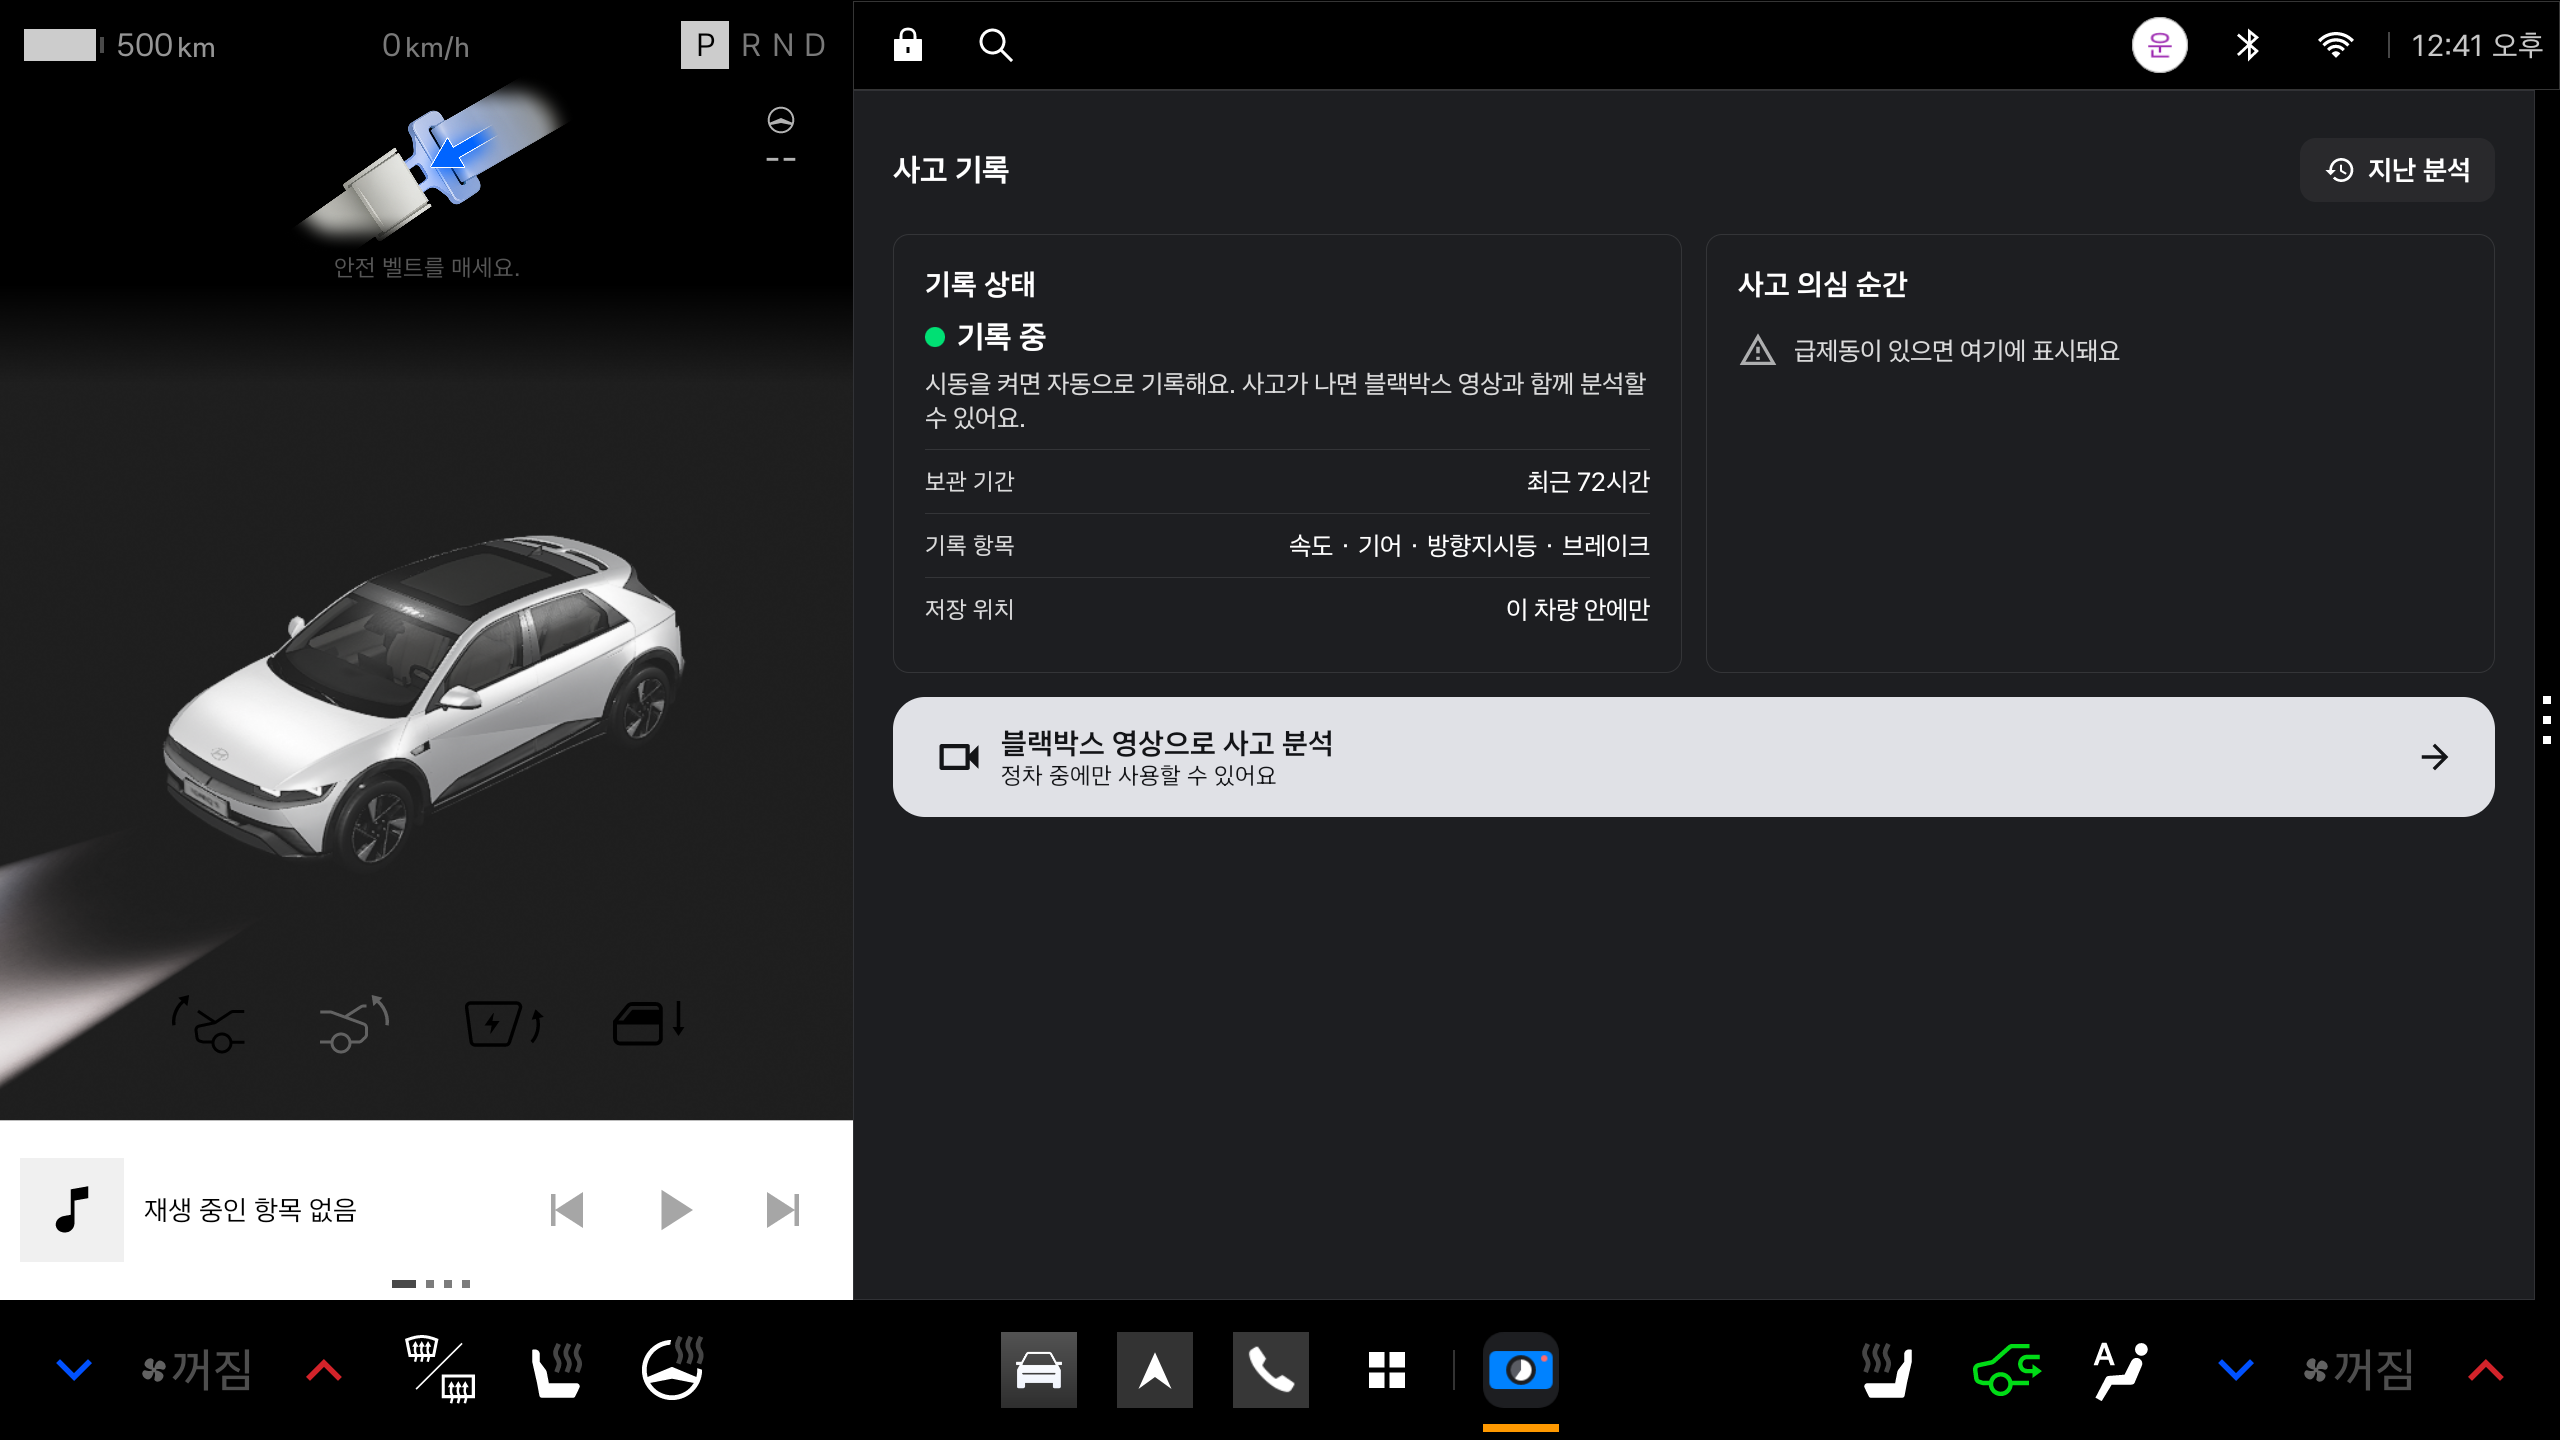 500 km
0 km/h
P R N D
운
12:41 오후
안전 벨트를 매세요.
--
사고 기록
지난 분석
기록 상태
기록 중
시동을 켜면 자동으로 기록해요. 사고가 나면 블랙박스 영상과 함께 분석할
수 있어요.
보관 기간
최근 72시간
기록 항목
속도 · 기어 · 방향지시등 · 브레이크
저장 위치
이 차량 안에만
사고 의심 순간
급제동이 있으면 여기에 표시돼요
블랙박스 영상으로 사고 분석
정차 중에만 사용할 수 있어요
재생 중인 항목 없음
꺼짐
A
꺼짐